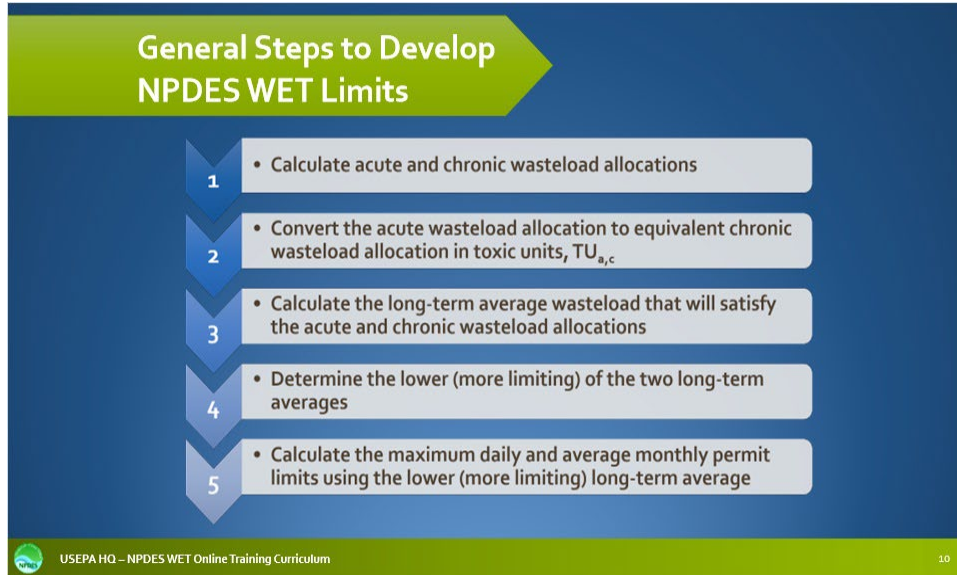 General Steps to Develop
NPDES WET Limits
1
• Calculate acute and chronic wasteload allocations
2
• Convert the acute wasteload allocation to equivalent chronic
wasteload allocation in toxic units, TUa,c
3
• Calculate the long-term average wasteload that will satisfy
the acute and chronic wasteload allocations
4
• Determine the lower (more limiting) of the two long-term
averages
5
• Calculate the maximum daily and average monthly permit
limits using the lower (more limiting) long-term average
NPDES
USEPA HQ – NPDES WET Online Training Curriculum
10